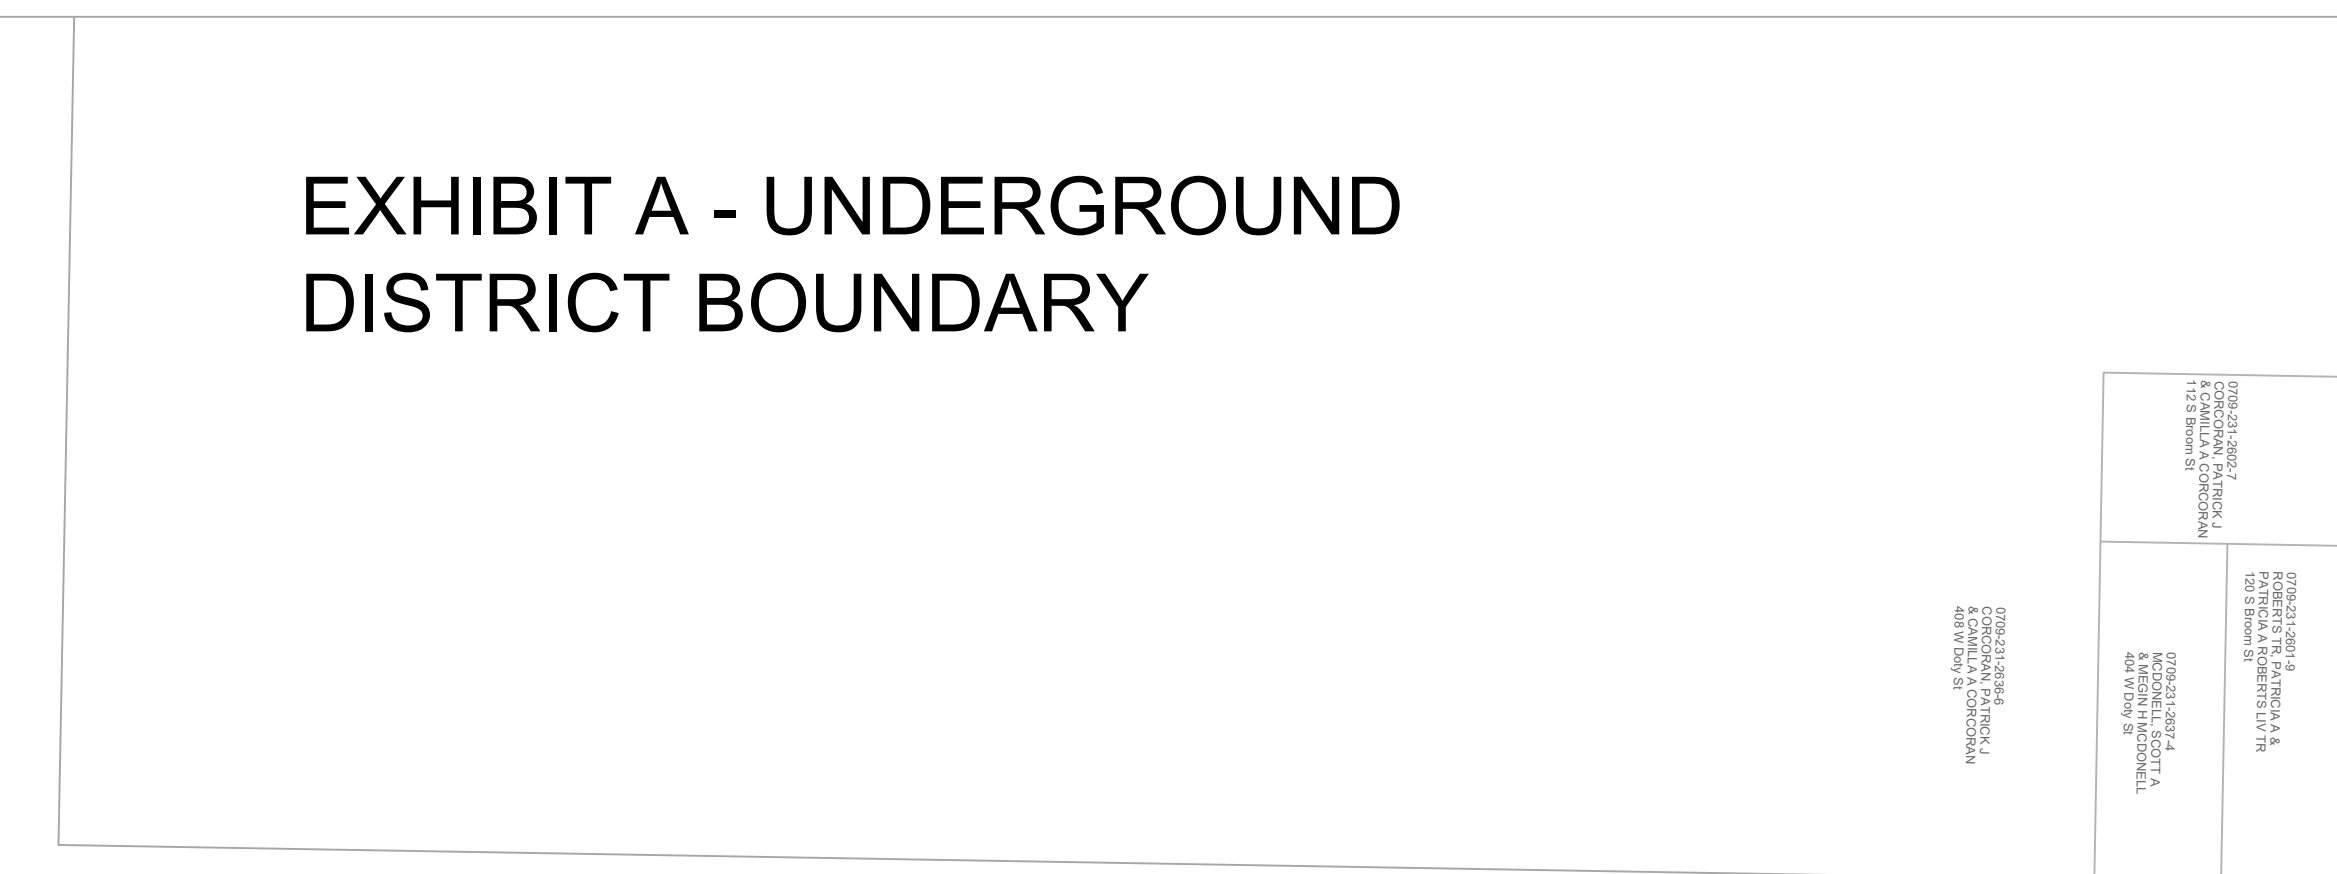 EXHIBIT A - UNDERGROUND
DISTRICT BOUNDARY
0709-231-2602-7
CORCORAN, PATRICK J
& CAMILLA A CORCORAN
112 S Broom St
0709-231-2601-9
ROBERTS TR, PATRICIA A &
PATRICIA A ROBERTS LIV TR
120 S Broom St
0709-231-2636-6
CORCORAN, PATRICK J
& CAMILLA A CORCORAN
408 W Doty St
0709-231-2637-4
MCDONELL, SCOTT A
& MEGIN H MCDONELL
404 W Doty St